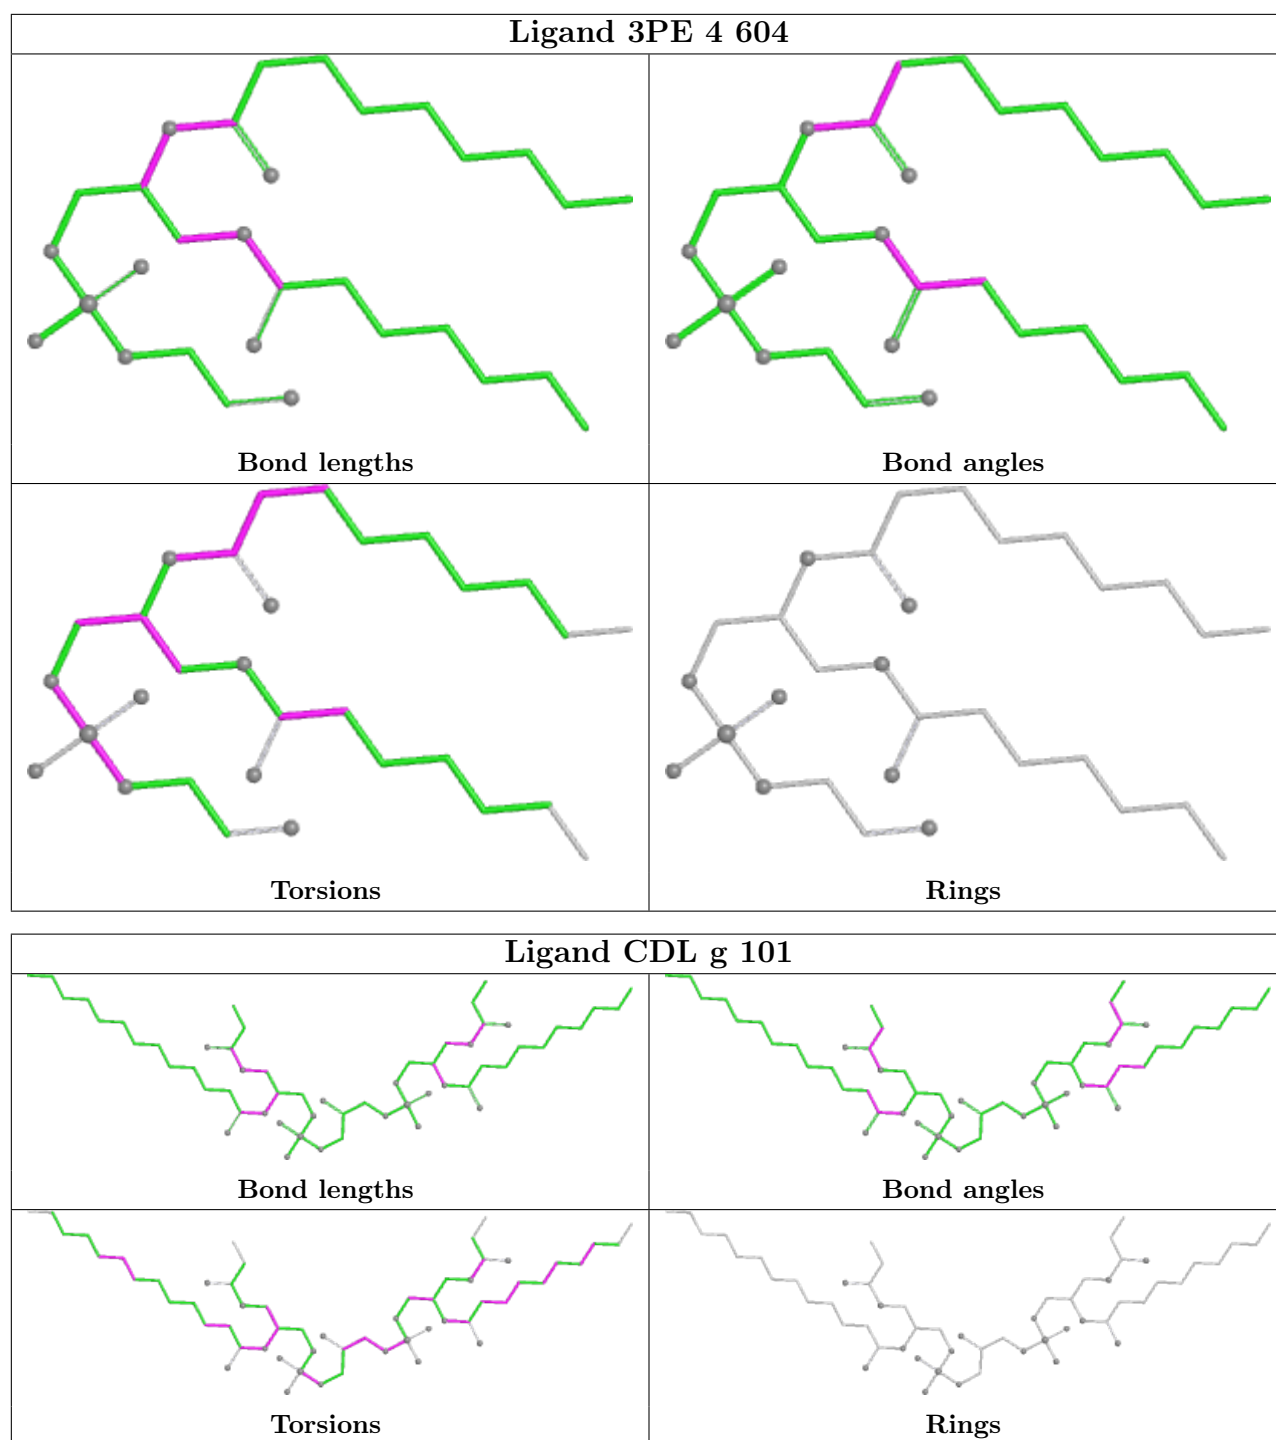 Ligand 3PE 4 604
Bond lengths
Bond angles
Torsions
Rings
Ligand CDL g 101
Bond lengths
Bond angles
Torsions
Rings